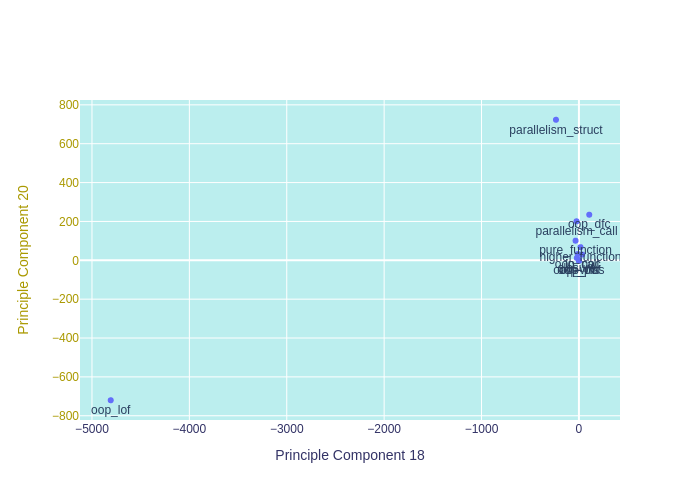 800
600
400
200
0
−200
−400
−600
−800
Principle Component 20
parallelism_struct
oop_dfc
parallelism_call
pure_function
higher_function
oop_lof
−5000
−4000
−3000
−2000
−1000
0
Principle Component 18